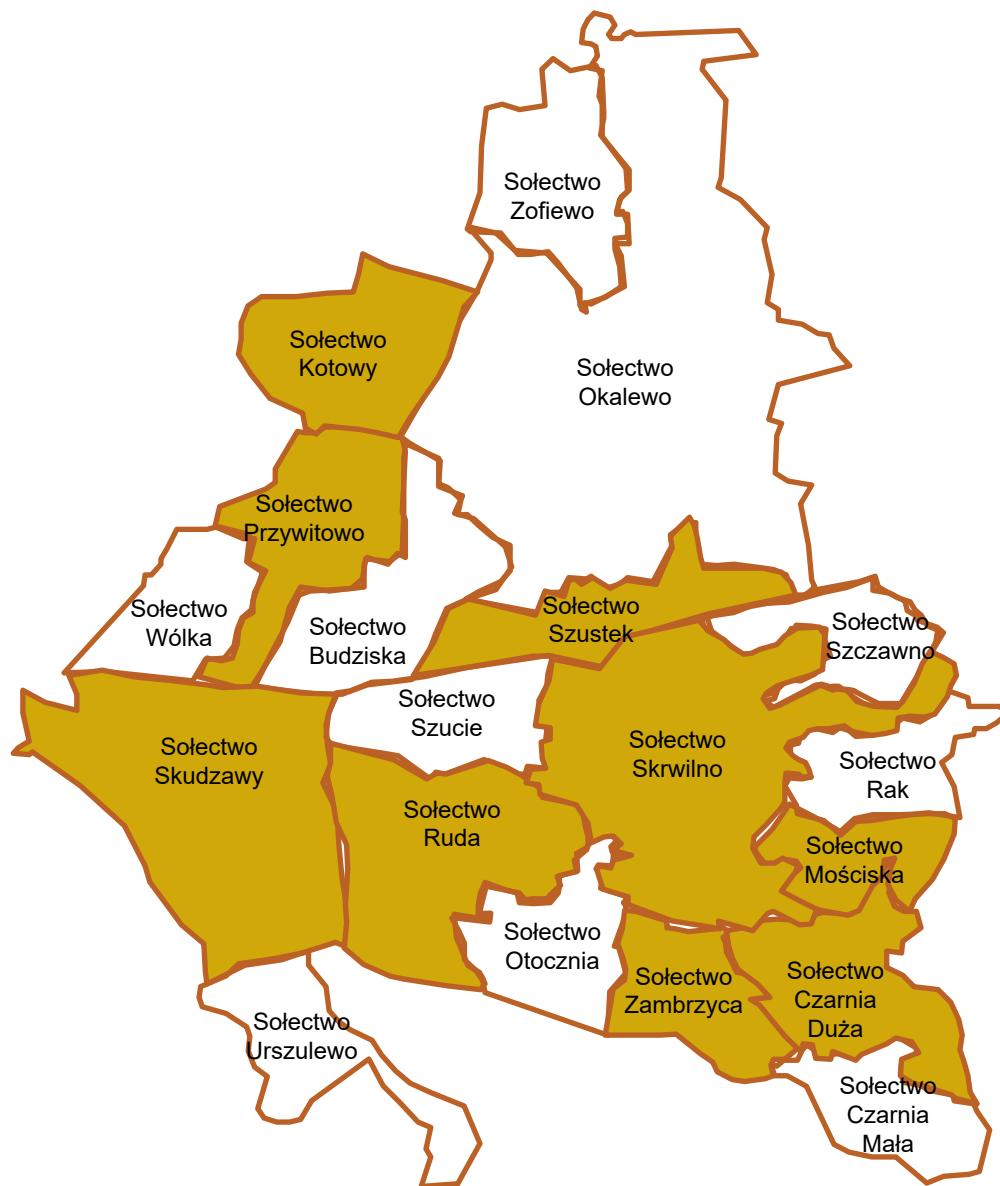 Sołectwo
Zofiewo
Sołectwo
Kotowy
Sołectwo
Okalewo
Sołectwo
Przywitowo
Sołectwo
Wólka
Sołectwo
Budziska
Sołectwo
Szustek
Sołectwo
Szczawno
Sołectwo
Szucie
Sołectwo
Skudzawy
Sołectwo
Skrwilno
Sołectwo
Rak
Sołectwo
Ruda
Sołectwo
Mościska
Sołectwo
Otocznia
Sołectwo
Zambrzyca
Sołectwo
Czarnia
Duża
Sołectwo
Urszulewo
Sołectwo
Czarnia
Mała